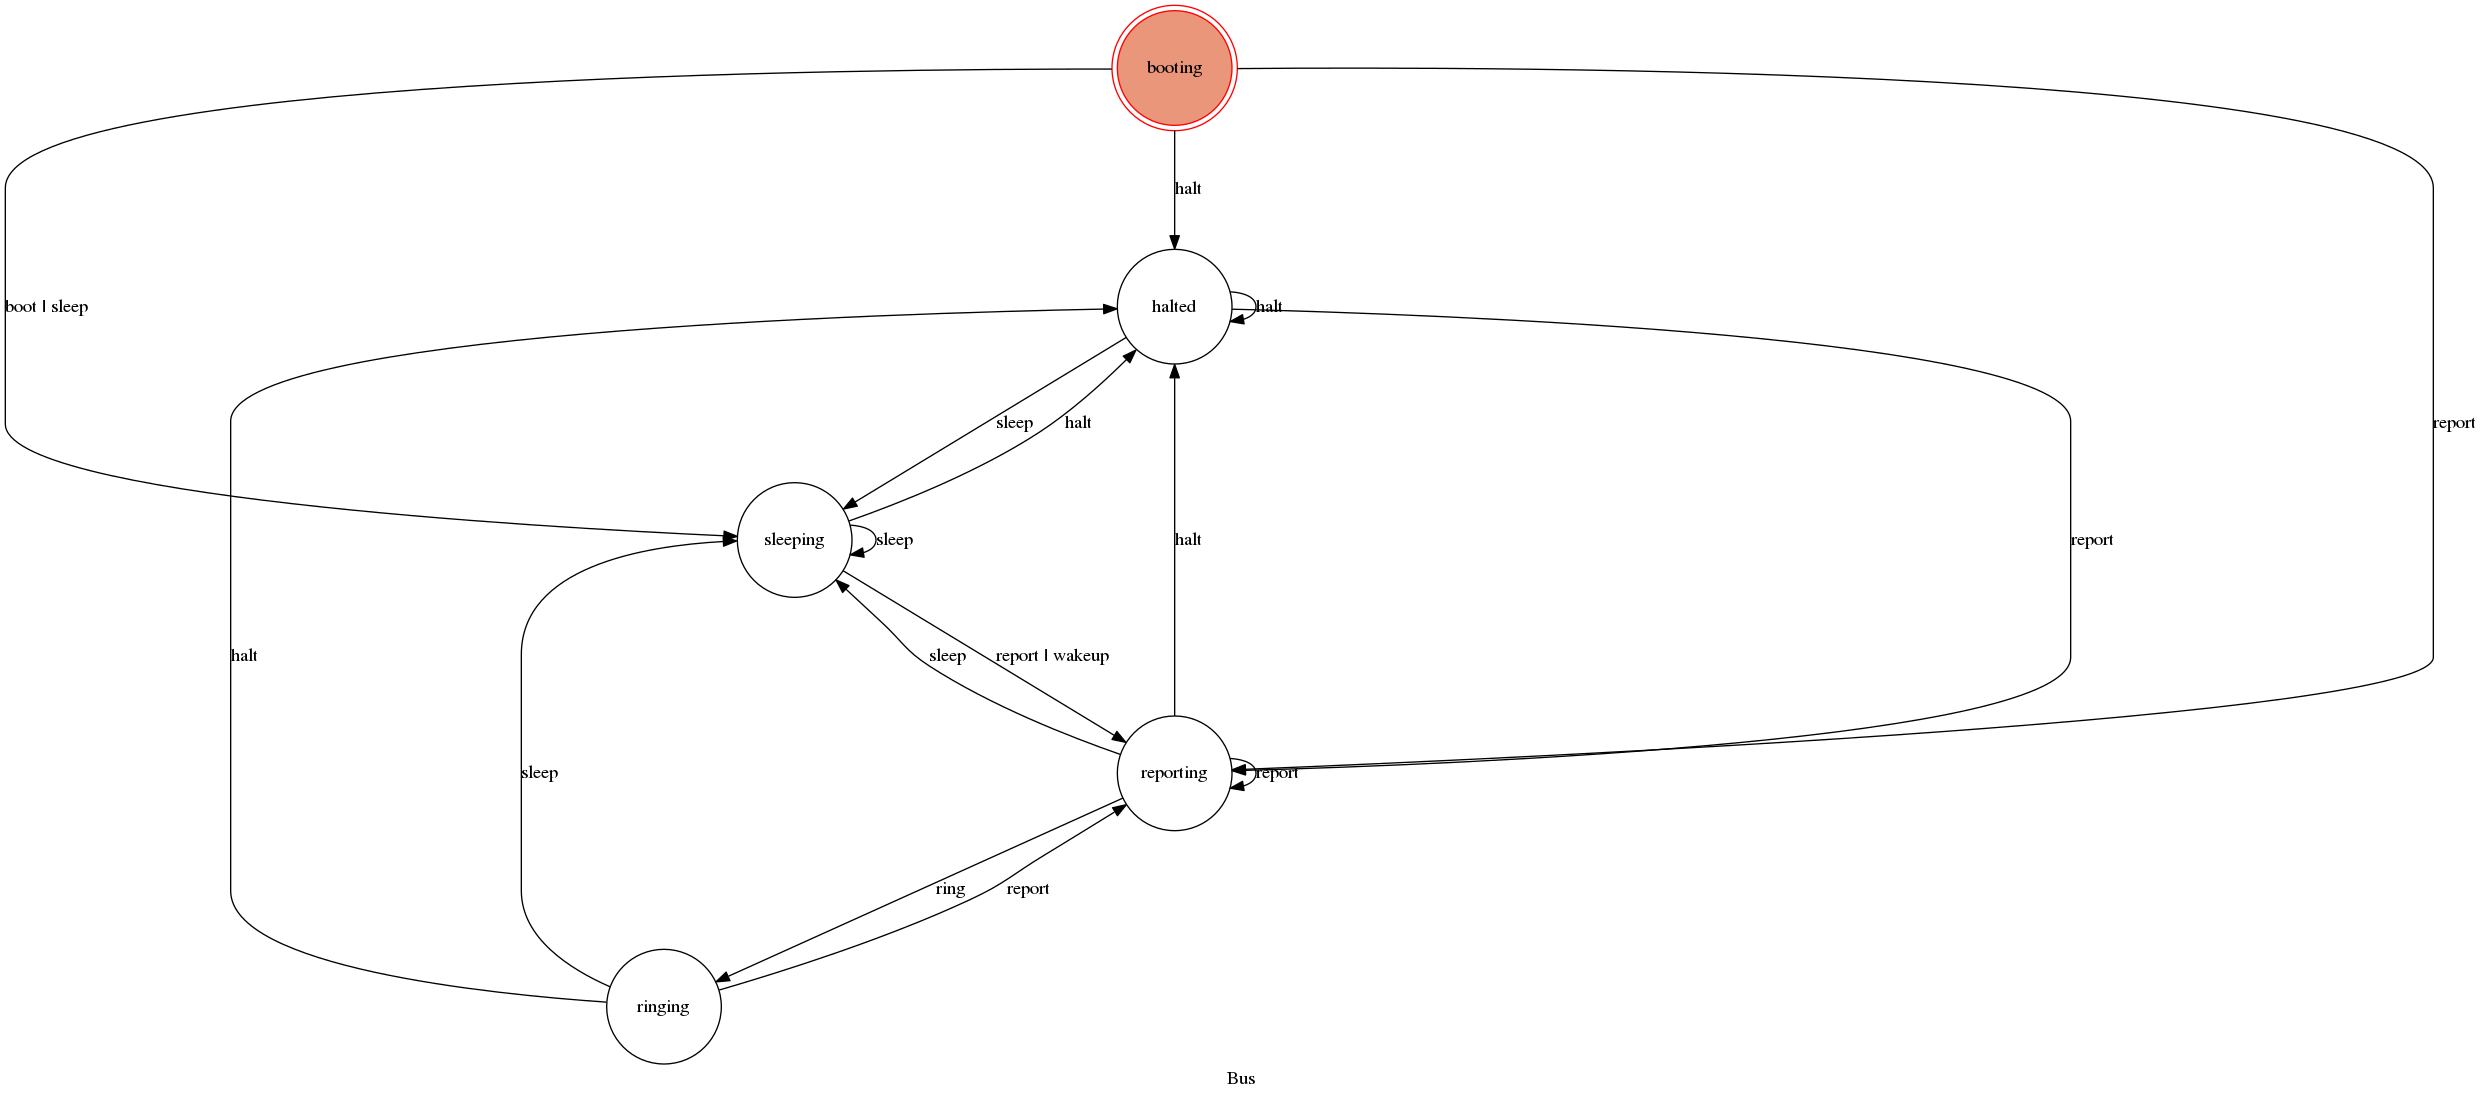 booting
halt
boot | sleep
halted
halt
sleep
halt
report
sleeping
sleep
halt
report
halt
sleep
report | wakeup
sleep
reporting
report
ring
report
ringing
Bus